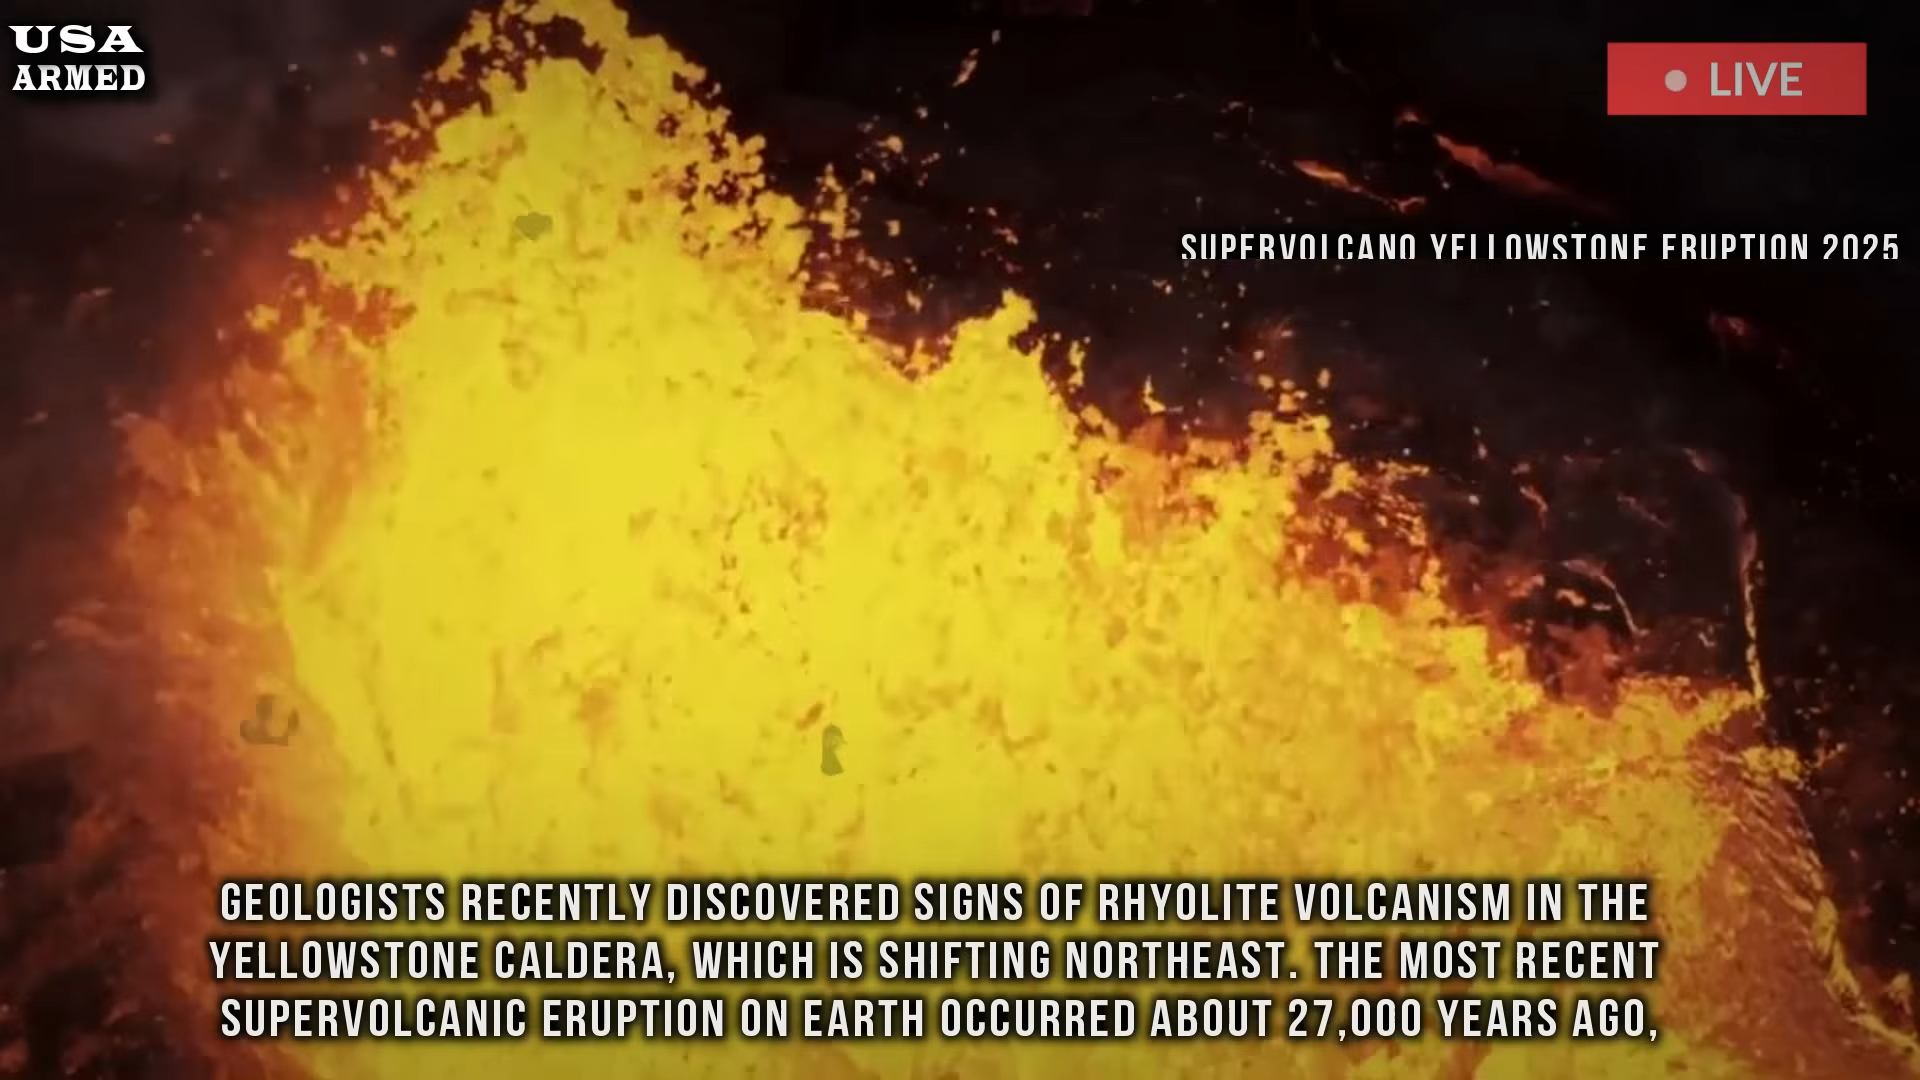 USA
ARMED
LIVE
SUPERVOLCANO YELLOWSTONE ERUPTION 2025
GEOLOGISTS RECENTLY DISCOVERED SIGNS OF RHYOLITE VOLCANISM IN THE
YELLOWSTONE CALDERA, WHICH IS SHIFTING NORTHEAST. THE MOST RECENT
SUPERVOLCANIC ERUPTION ON EARTH OCCURRED ABOUT 27,000 YEARS AGO,